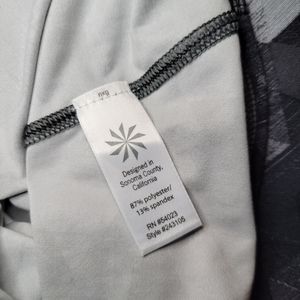 Designed in
Sonoma County,
California
87% polyester/
13% spandex
RN #54023
Style #243105